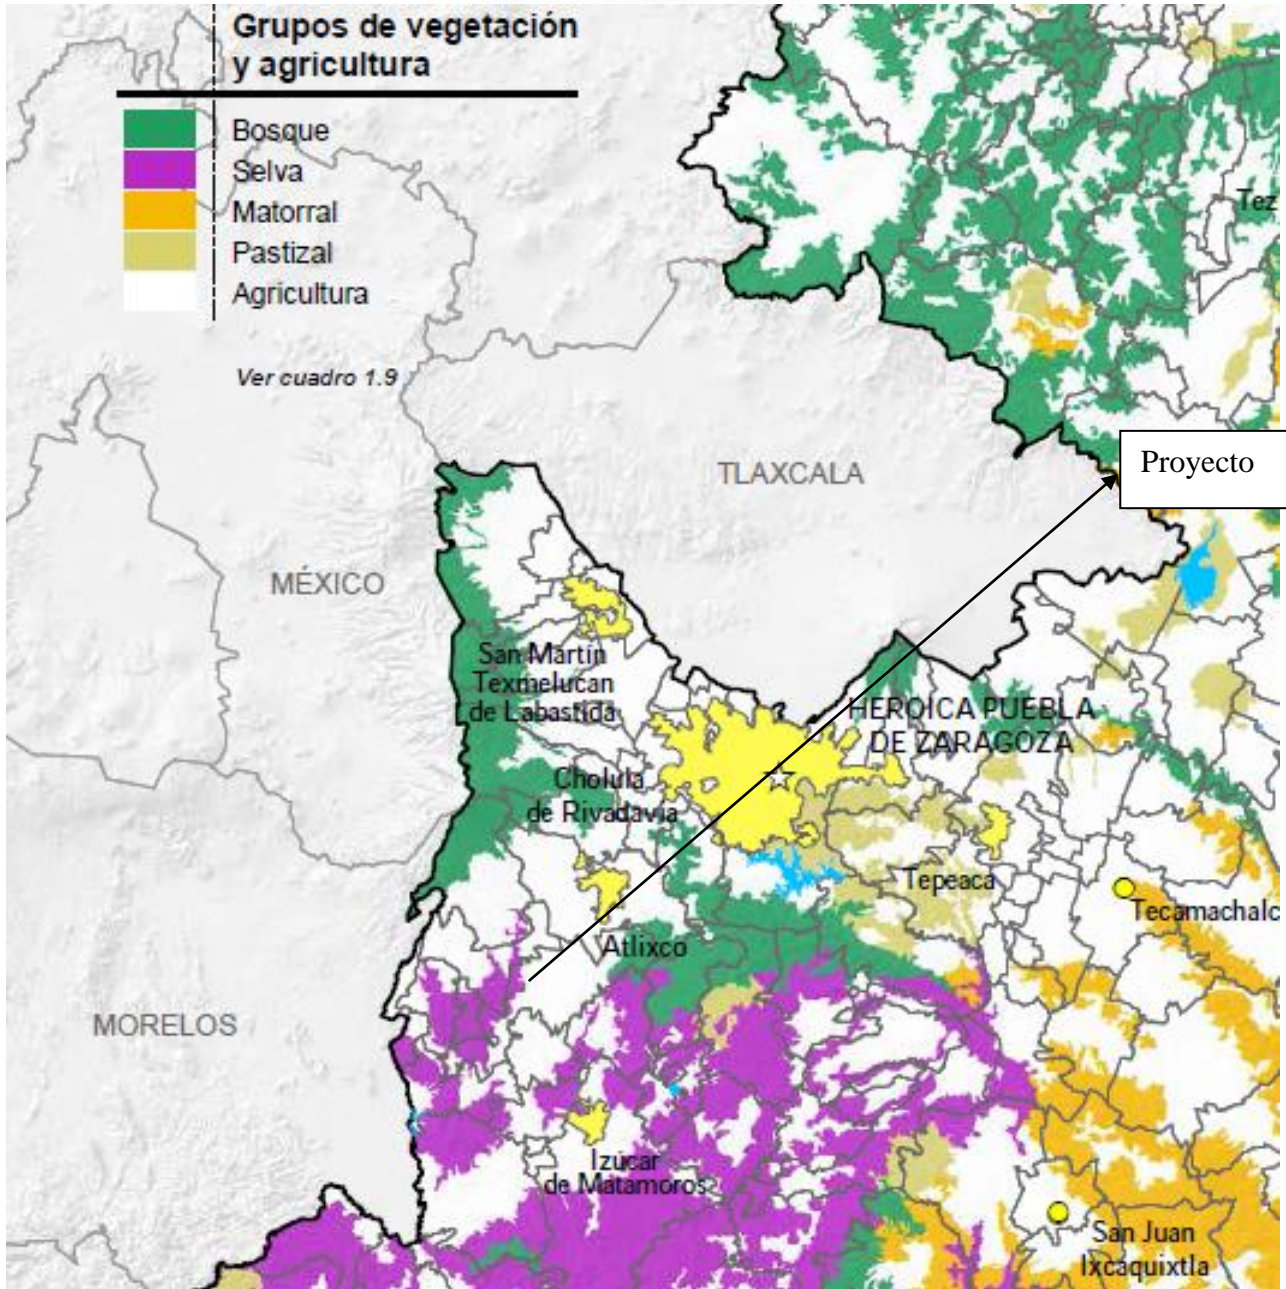 Grupos de vegetación
y agricultura
Bosque
Selva
Matorral
Pastizal
Agricultura
Ver cuadro 1.9
Tez
TLAXCALA
Proyecto
MÉXICO
San Martín
Texmelucan
de Labastida
HEROICA PUEBLA
DE ZARAGOZA
Cholula
de Rivadavia
Tepeaca
Tecamachalc
Atlixco
MORELOS
Izúcar
de Matamoros
San Juan
Ixcaquixtla